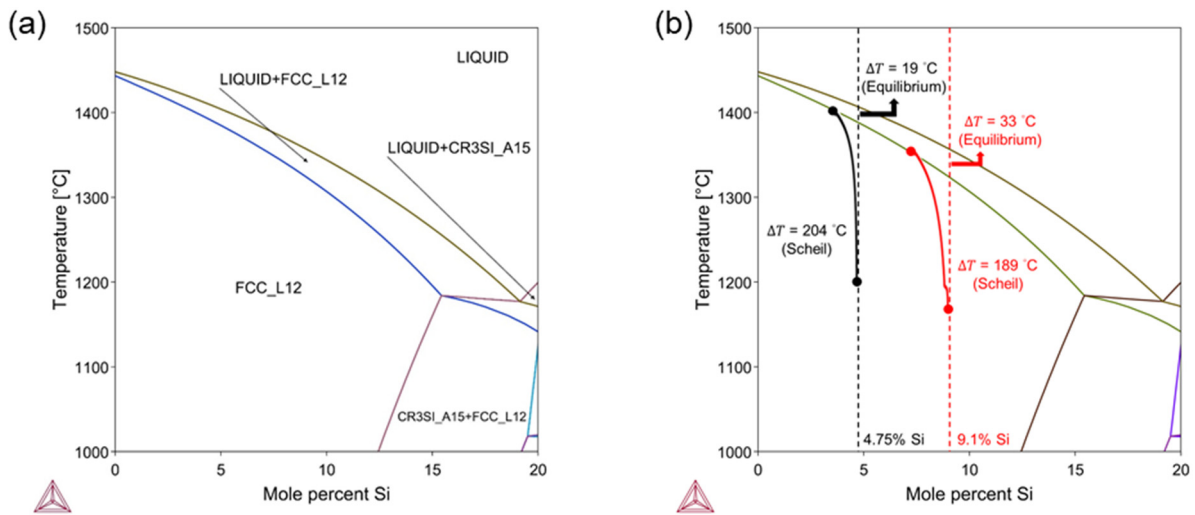 (a)
1500
1400
1300
1200
1100
1000
Temperature [°C]
LIQUID
LIQUID+FCC_L12
LIQUID+CR3SI_A15
FCC_L12
CR3SI_A15+FCC_L12
0
5
10
15
20
Mole percent Si
(b)
1500
1400
1300
1200
1100
1000
Temperature [°C]
ΔT = 19 °C
(Equilibrium)
ΔT = 33 °C
(Equilibrium)
ΔT = 204 °C
(Scheil)
ΔT = 189 °C
(Scheil)
4.75% Si
9.1% Si
0
5
10
15
20
Mole percent Si